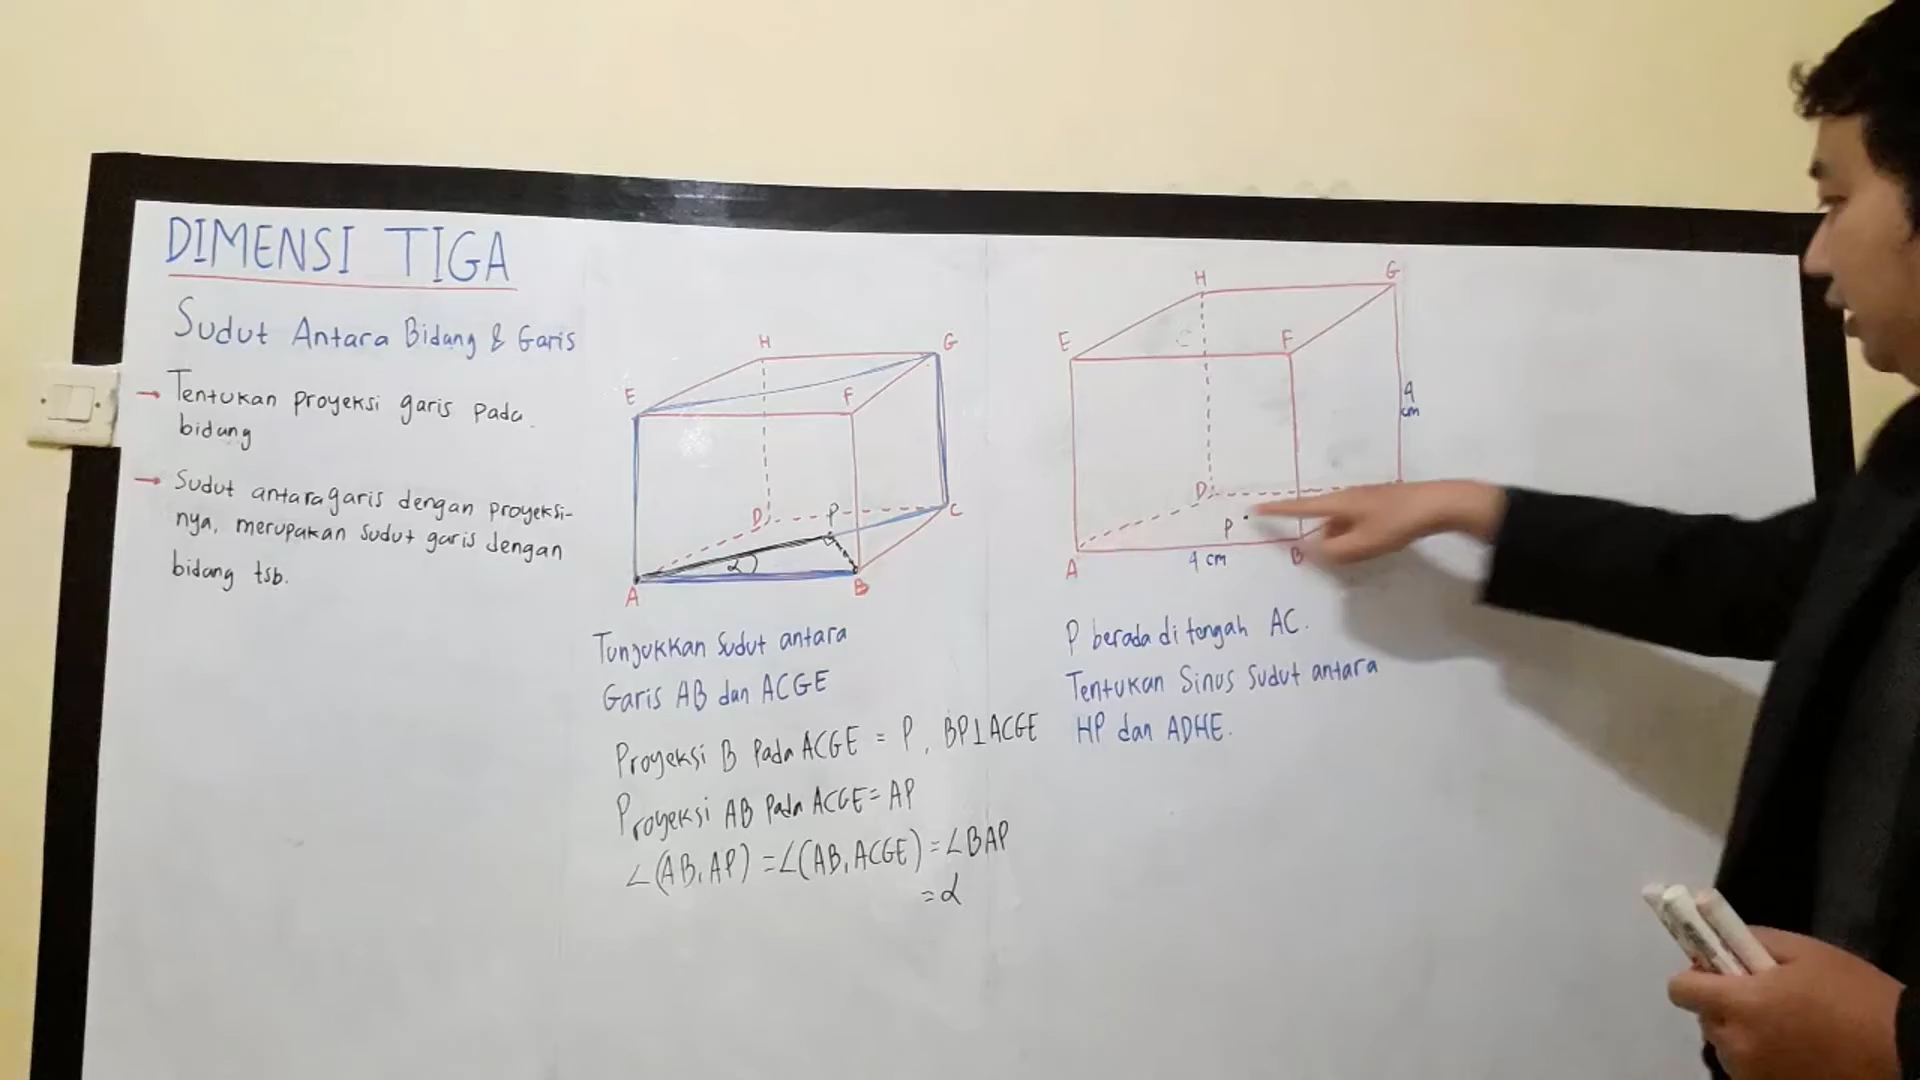 DIMENSI TIGA
Sudut Antara Bidang & Garis
→ Tentukan proyeksi garis pada
bidang
→ Sudut antara garis dengan proyeksi-
nya, merupakan sudut garis dengan
bidang tsb.
H
G
E
F
D
P
C
α
A
B
Tunjukkan Sudut antara
Garis AB dan ACGE
Proyeksi B Pada ACGE = P, BP⊥ACGE
Proyeksi AB Pada ACGE = AP
∠(AB, AP) = ∠(AB, ACGE) = ∠BAP
= α
H
G
E
F
4
cm
D
P
A
4 cm
B
P berada di tengah AC.
Tentukan Sinus Sudut antara
HP dan ADHE.